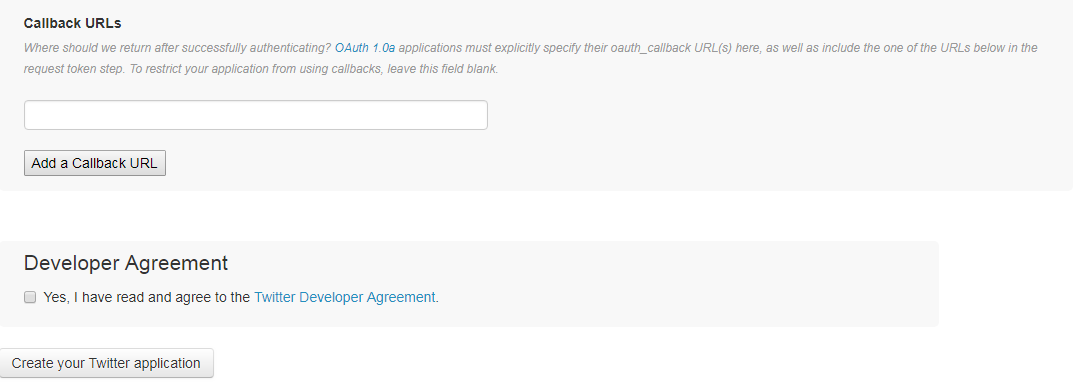 Callback URLs
Where should we return after successfully authenticating? OAuth 1.0a applications must explicitly specify their oauth_callback URL(s) here, as well as include the one of the URLs below in the
request token step. To restrict your application from using callbacks, leave this field blank.
Add a Callback URL
Developer Agreement
Yes, I have read and agree to the Twitter Developer Agreement.
Create your Twitter application